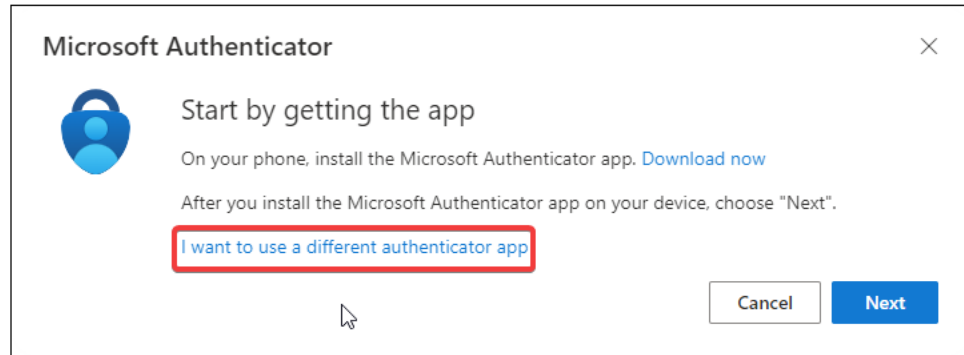 Microsoft Authenticator
Start by getting the app
On your phone, install the Microsoft Authenticator app. Download now
After you install the Microsoft Authenticator app on your device, choose "Next".
I want to use a different authenticator app
Cancel Next